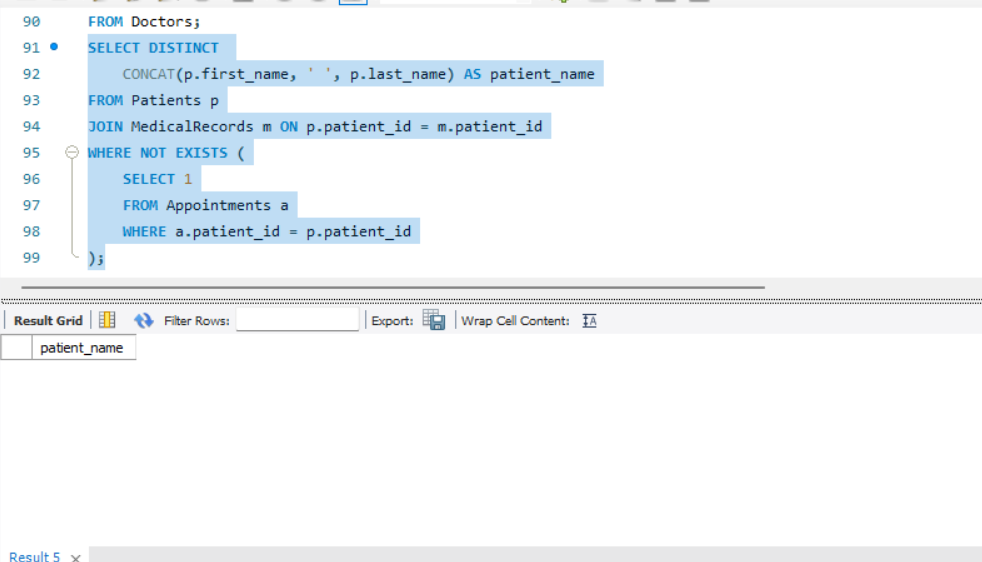 90 FROM Doctors;
91 SELECT DISTINCT
92 CONCAT(p.first_name, ' ', p.last_name) AS patient_name
93 FROM Patients p
94 JOIN MedicalRecords m ON p.patient_id = m.patient_id
95 WHERE NOT EXISTS (
96 SELECT 1
97 FROM Appointments a
98 WHERE a.patient_id = p.patient_id
99 );
Result Grid Filter Rows: Export: Wrap Cell Content: IA
patient_name
Result 5 ×